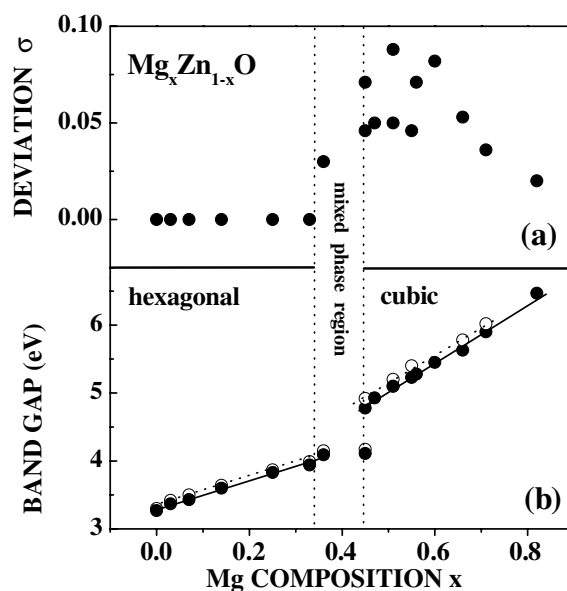 0.10
0.05
0.00
DEVIATION σ
MgₓZn₁₋ₓO
(a)
mixed phase region
hexagonal
cubic
6
5
4
3
BAND GAP (eV)
(b)
0.0
0.2
0.4
0.6
0.8
Mg COMPOSITION x